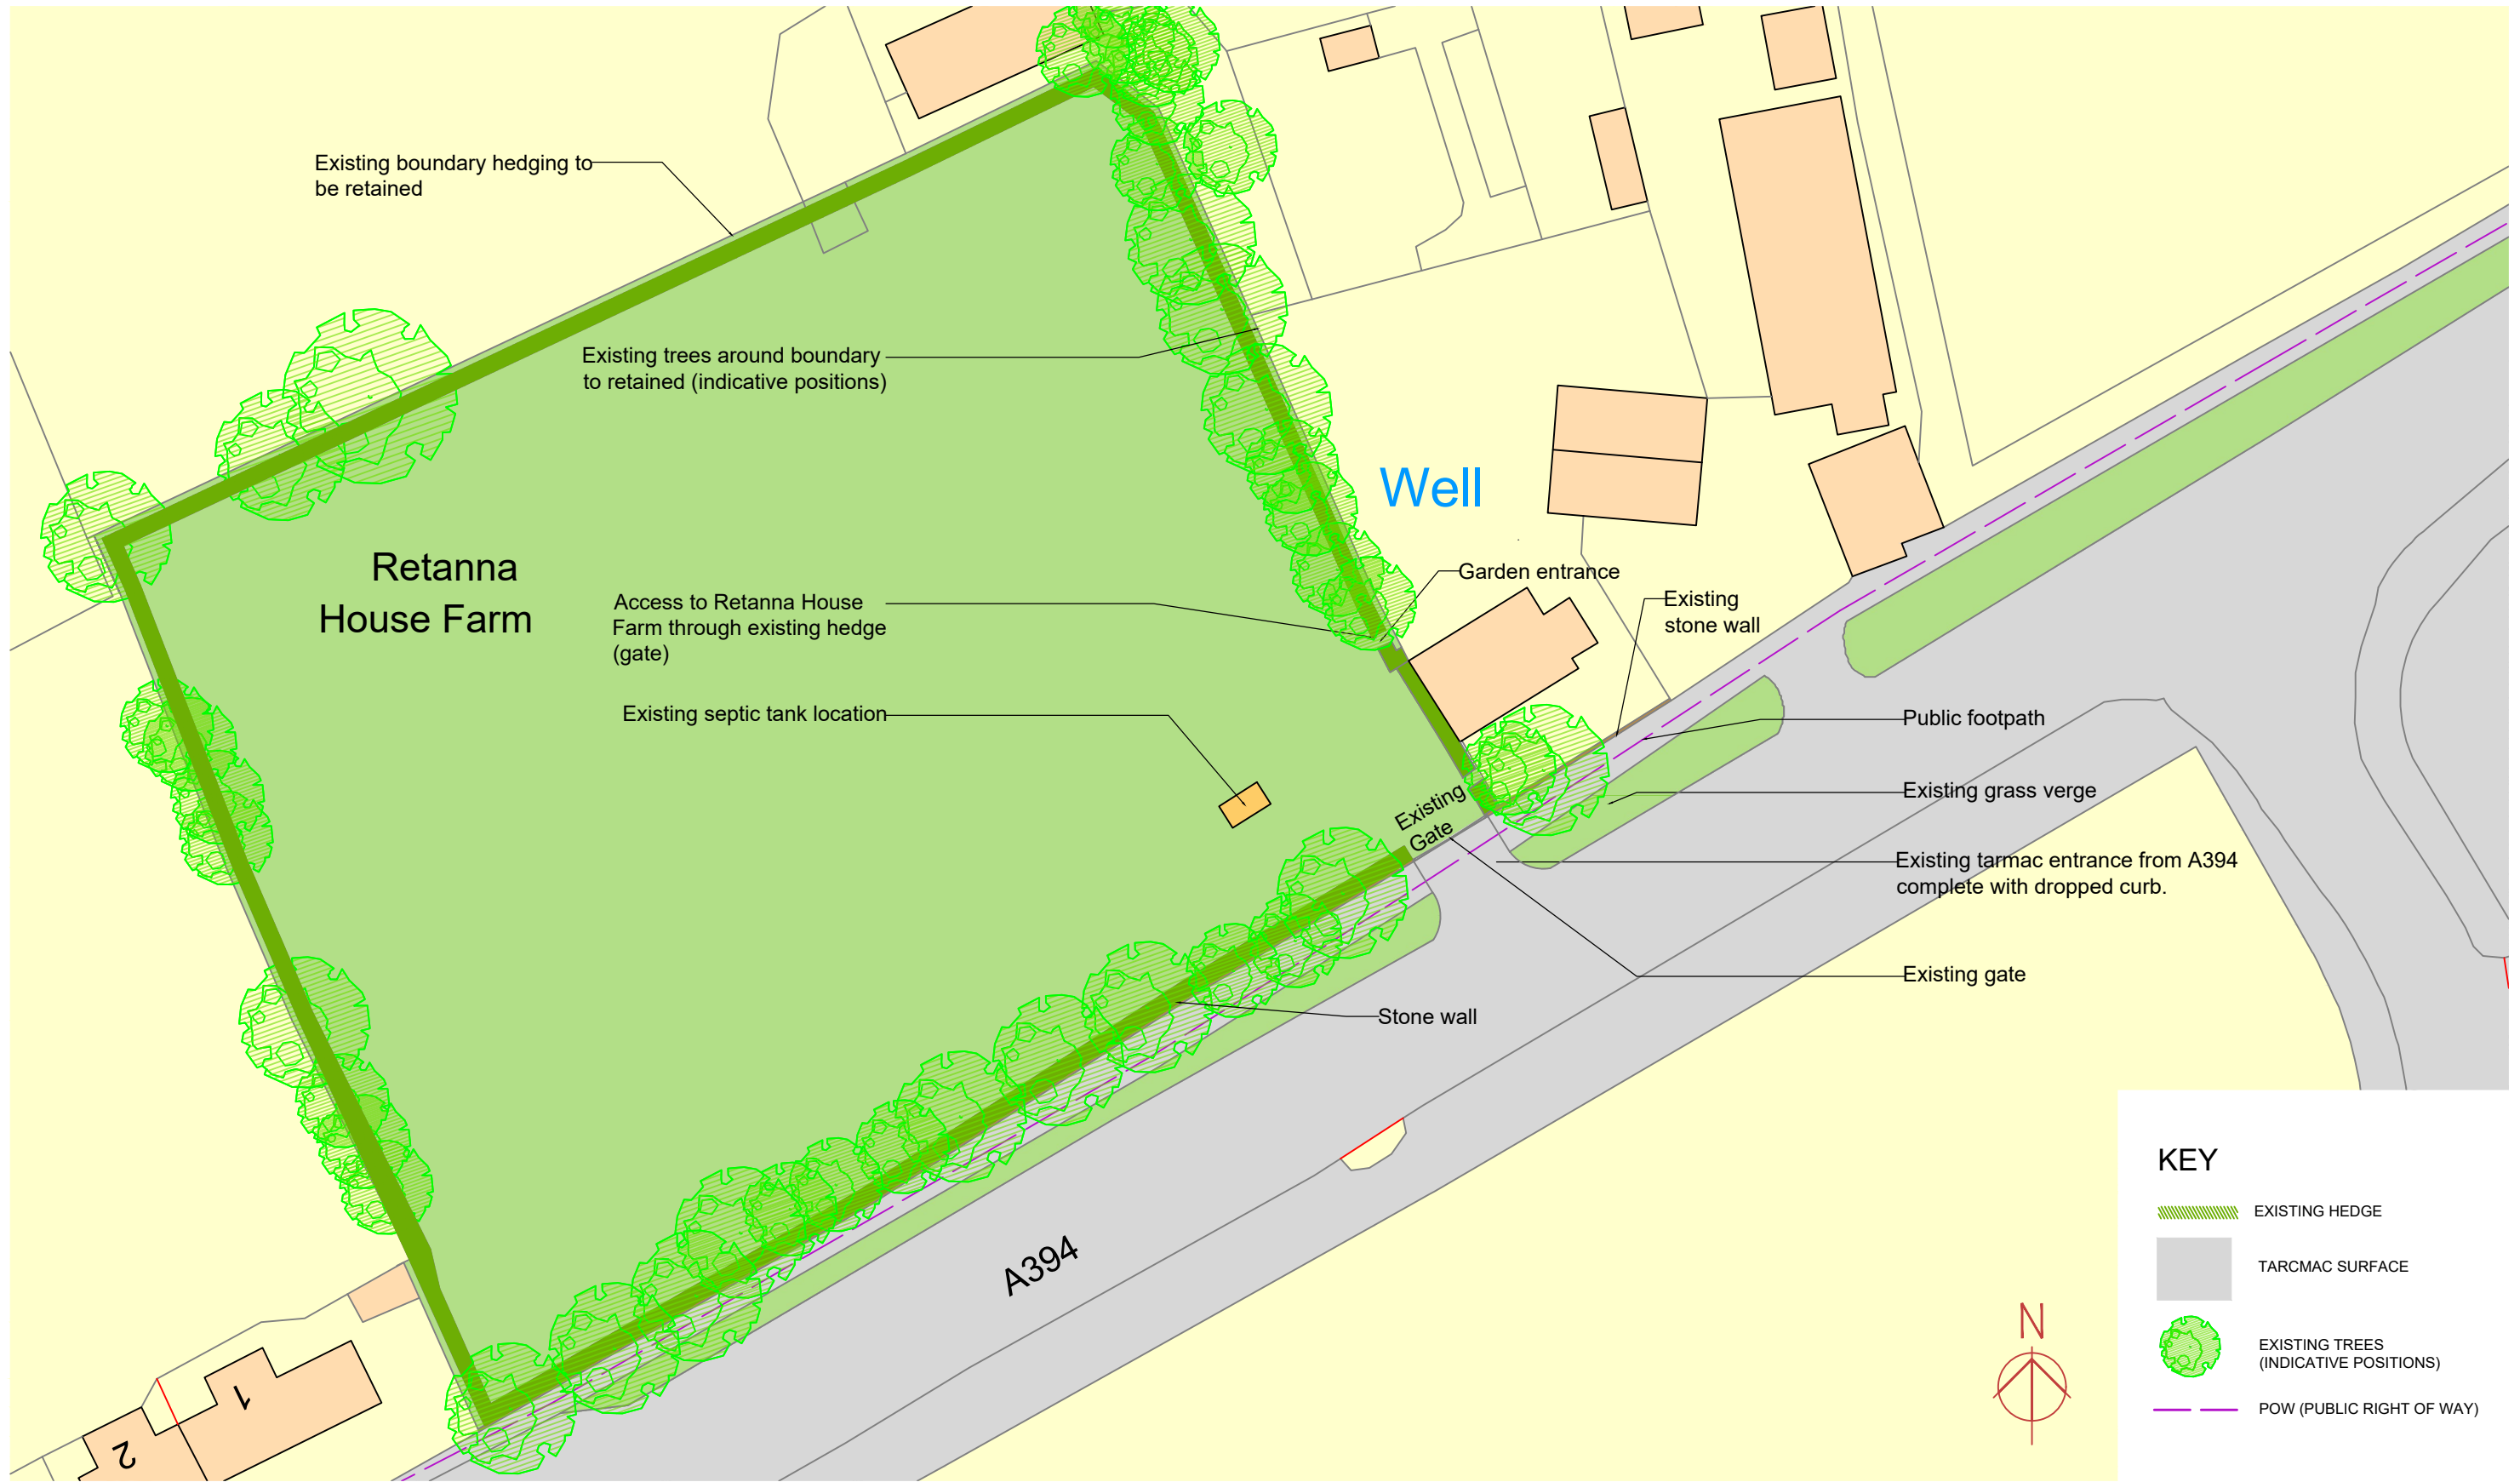 Existing boundary hedging to
be retained
Existing trees around boundary
to retained (indicative positions)
Well
Retanna
House Farm
Garden entrance
Access to Retanna House
Farm through existing hedge
(gate)
Existing
stone wall
Existing septic tank location
Public footpath
Existing
Gate
Existing grass verge
Existing tarmac entrance from A394
complete with dropped curb.
Existing gate
Stone wall
A394
1
2
N
KEY
EXISTING HEDGE
TARCMAC SURFACE
EXISTING TREES
(INDICATIVE POSITIONS)
POW (PUBLIC RIGHT OF WAY)